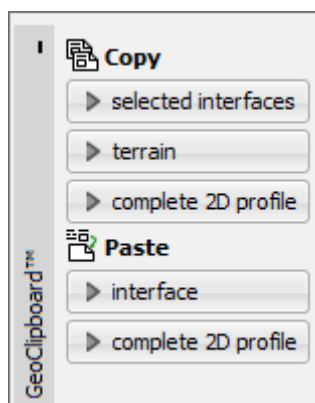 Copy
selected interfaces
terrain
complete 2D profile
Paste
interface
complete 2D profile
GeoClipboard™